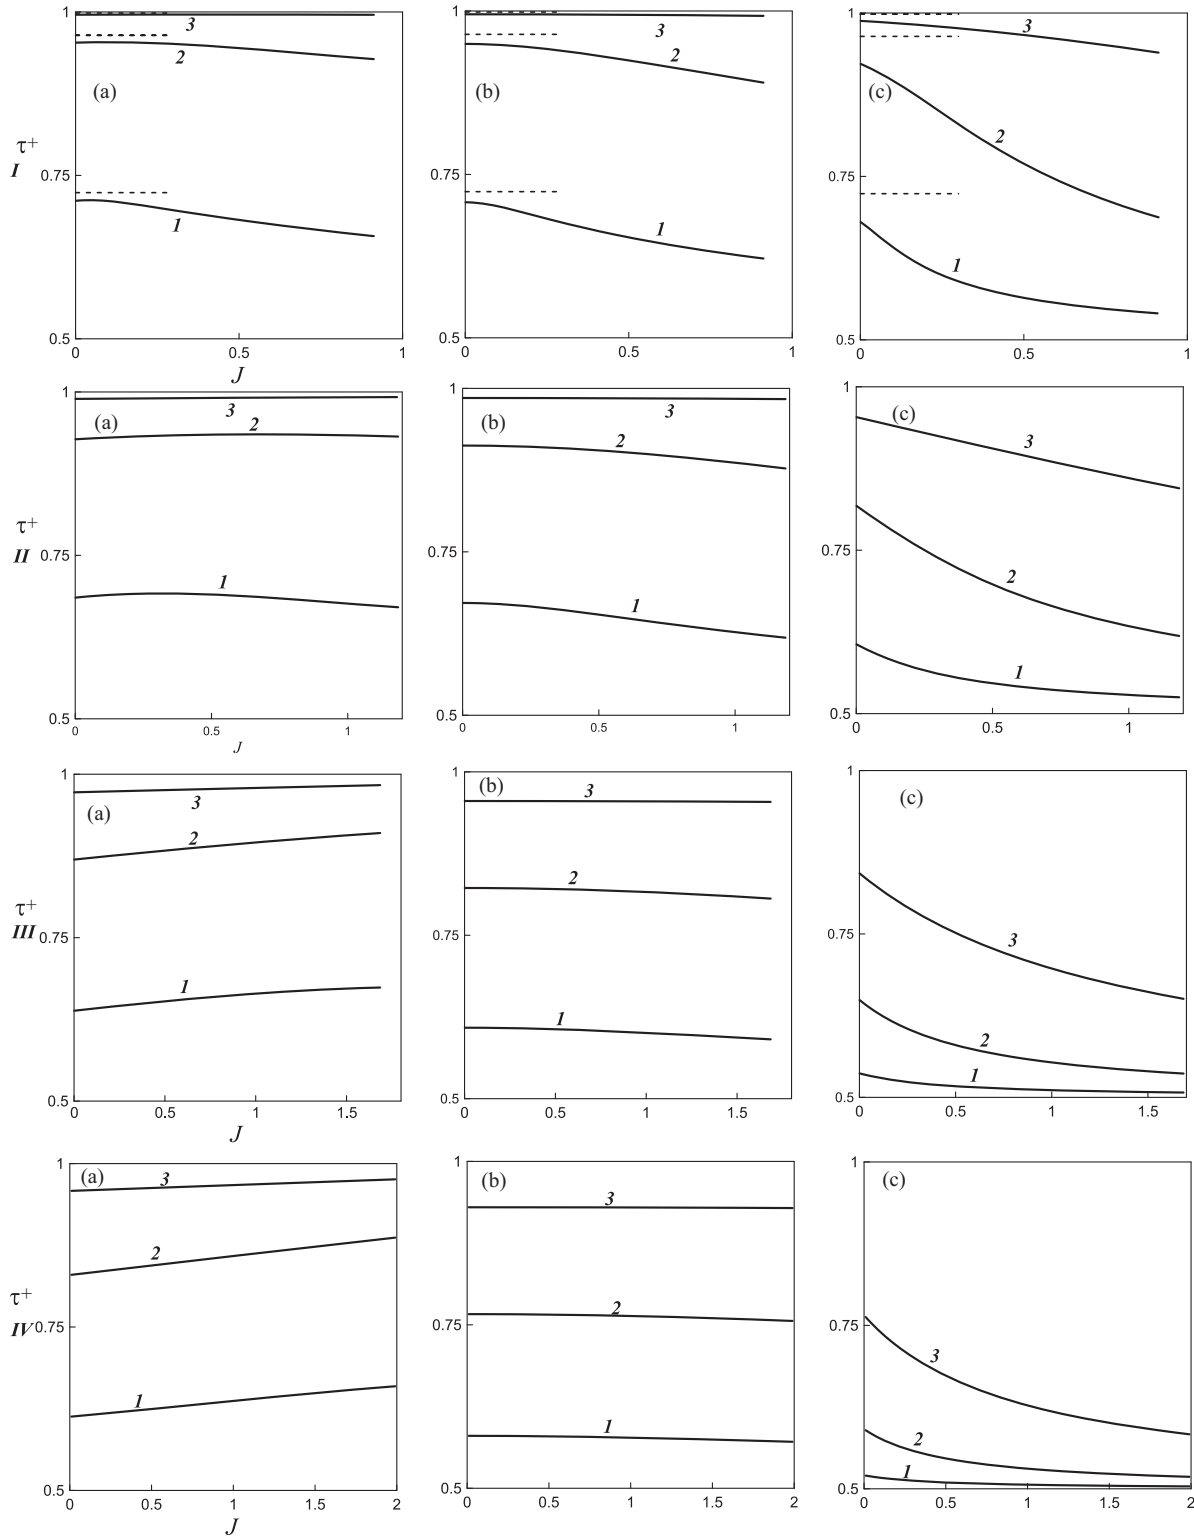 1 1 1
3 3 3
2 2 2
(a) (b) (c)
τ+
I
0.75 0.75 0.75
1 1 1
0.5 0.5 0.5
0 0.5 1 0 0.5 1 0 0.5 1
J
1 1 1
(a) (b) (c)
3 3 3
2 2 2
τ+
II 0.75 0.75 0.75
1 1 1
0.5 0.5 0.5
0 0.5 1 0 0.5 1 0 0.5 1
J
1 1 1
(a) (b) (c)
3 3 3
2 2 2
τ+
III 0.75 0.75 0.75
1 1 1
0.5 0.5 0.5
0 0.5 1 1.5 0 0.5 1 1.5 0 0.5 1 1.5
J
1 1 1
(a) (b) (c)
3 3 3
2 2 2
τ+
IV 0.75 0.75 0.75
1 1 1
0.5 0.5 0.5
0 0.5 1 1.5 2 0 0.5 1 1.5 2 0 0.5 1 1.5 2
J